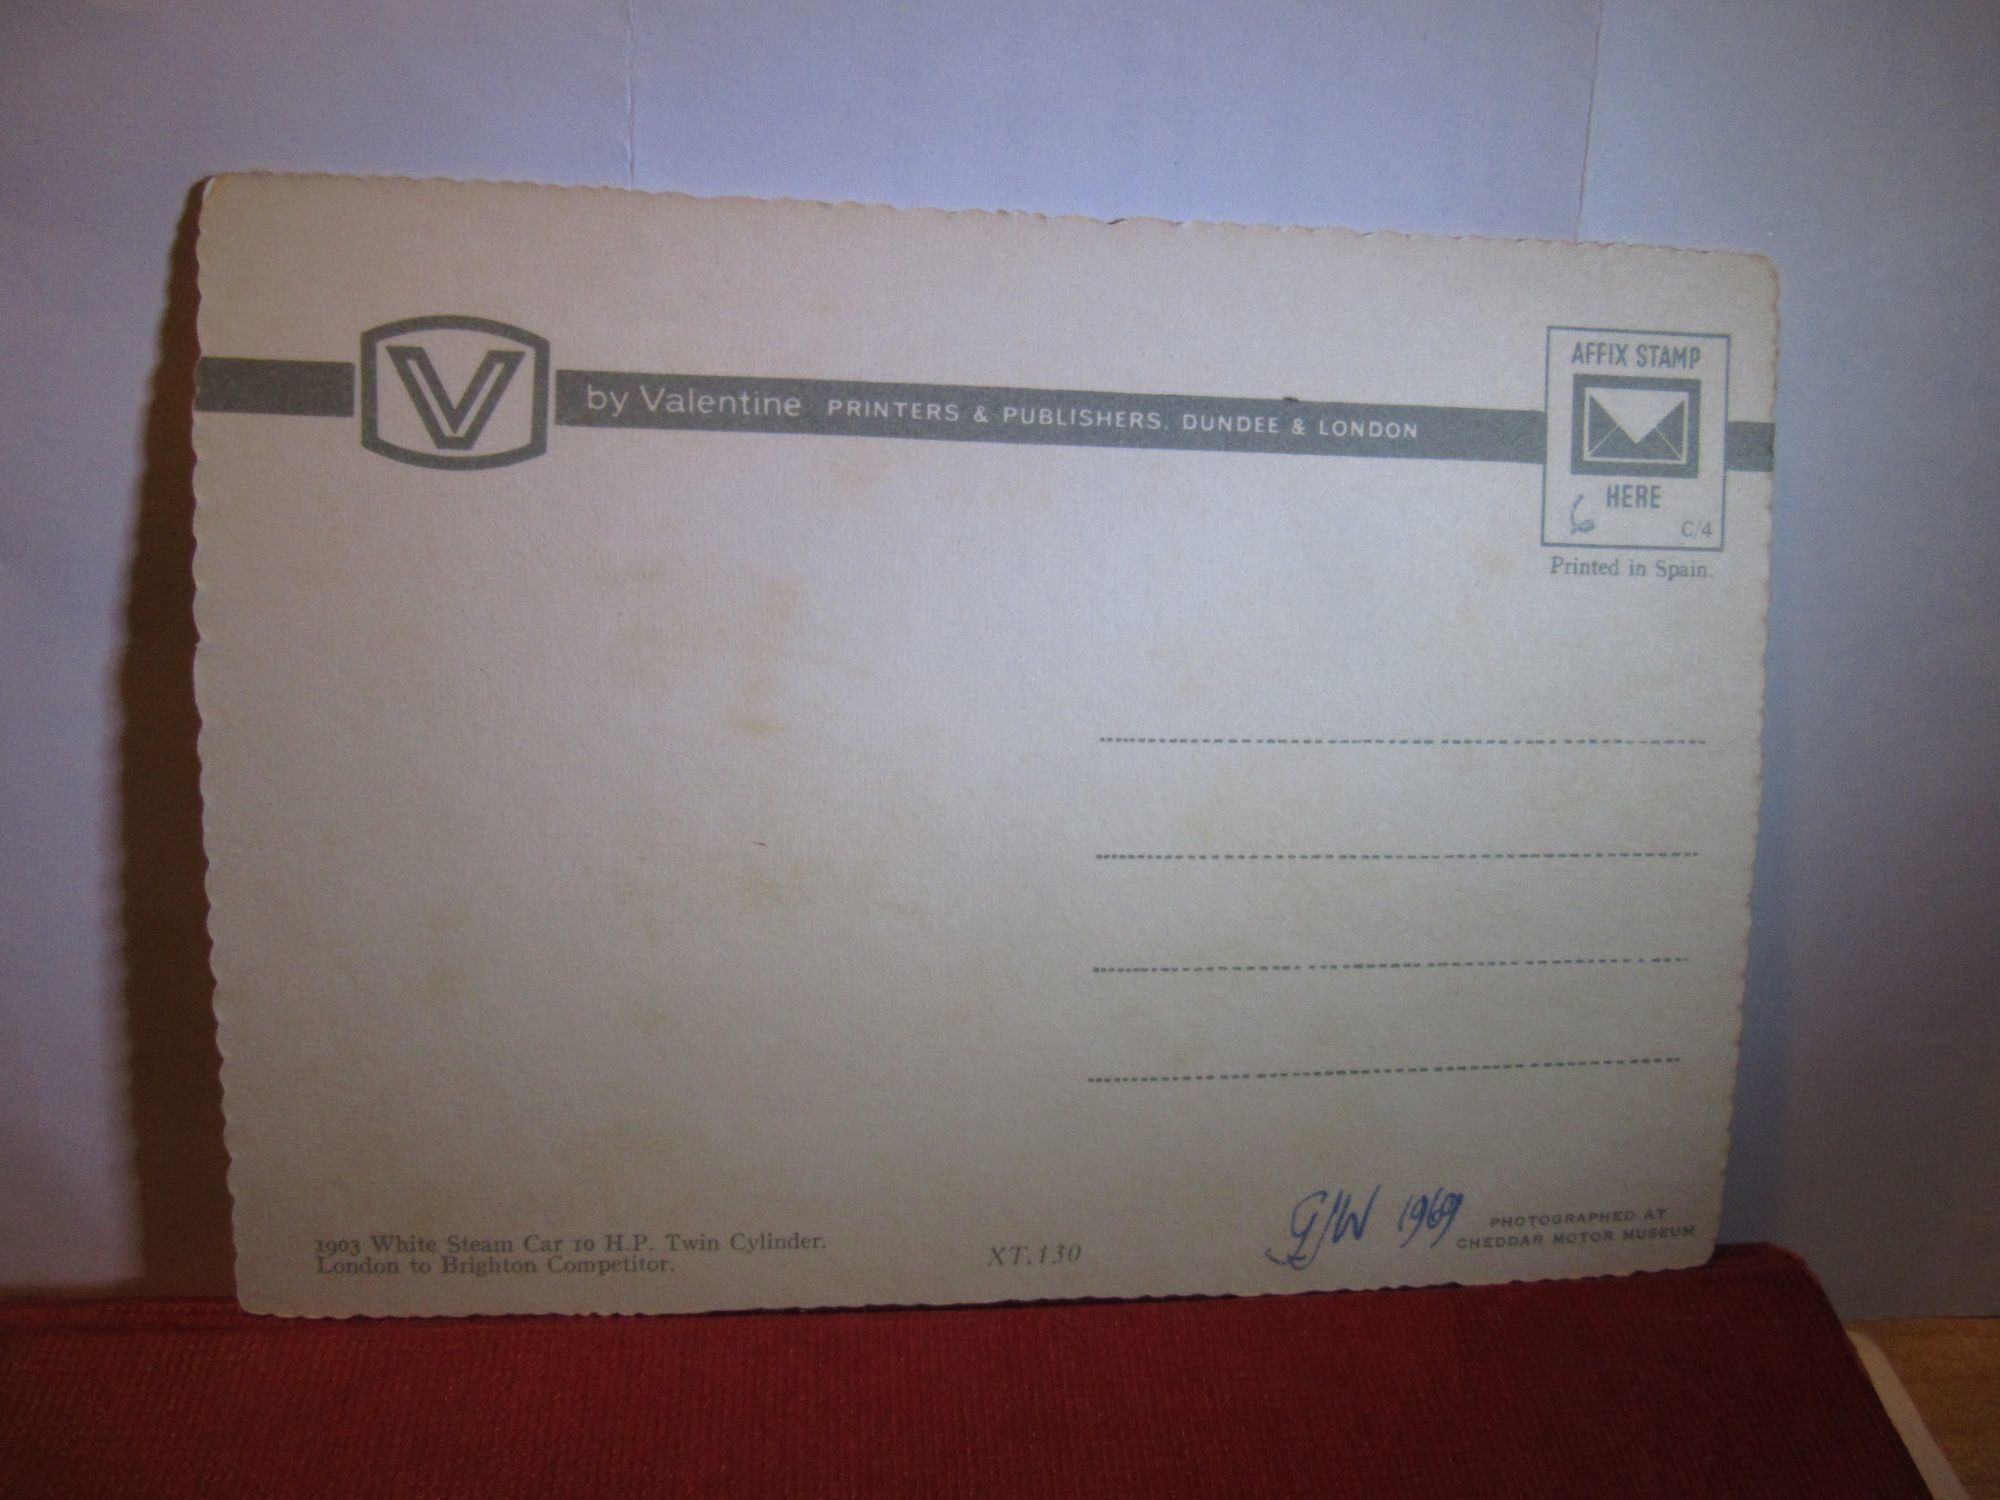 V by Valentine PRINTERS & PUBLISHERS. DUNDEE & LONDON
AFFIX STAMP
HERE
6
C/4
Printed in Spain.
1903 White Steam Car 10 H.P. Twin Cylinder.
London to Brighton Competitor.
XT.130
GJW 1969
PHOTOGRAPHED AT
CHEDDAR MOTOR MUSEUM